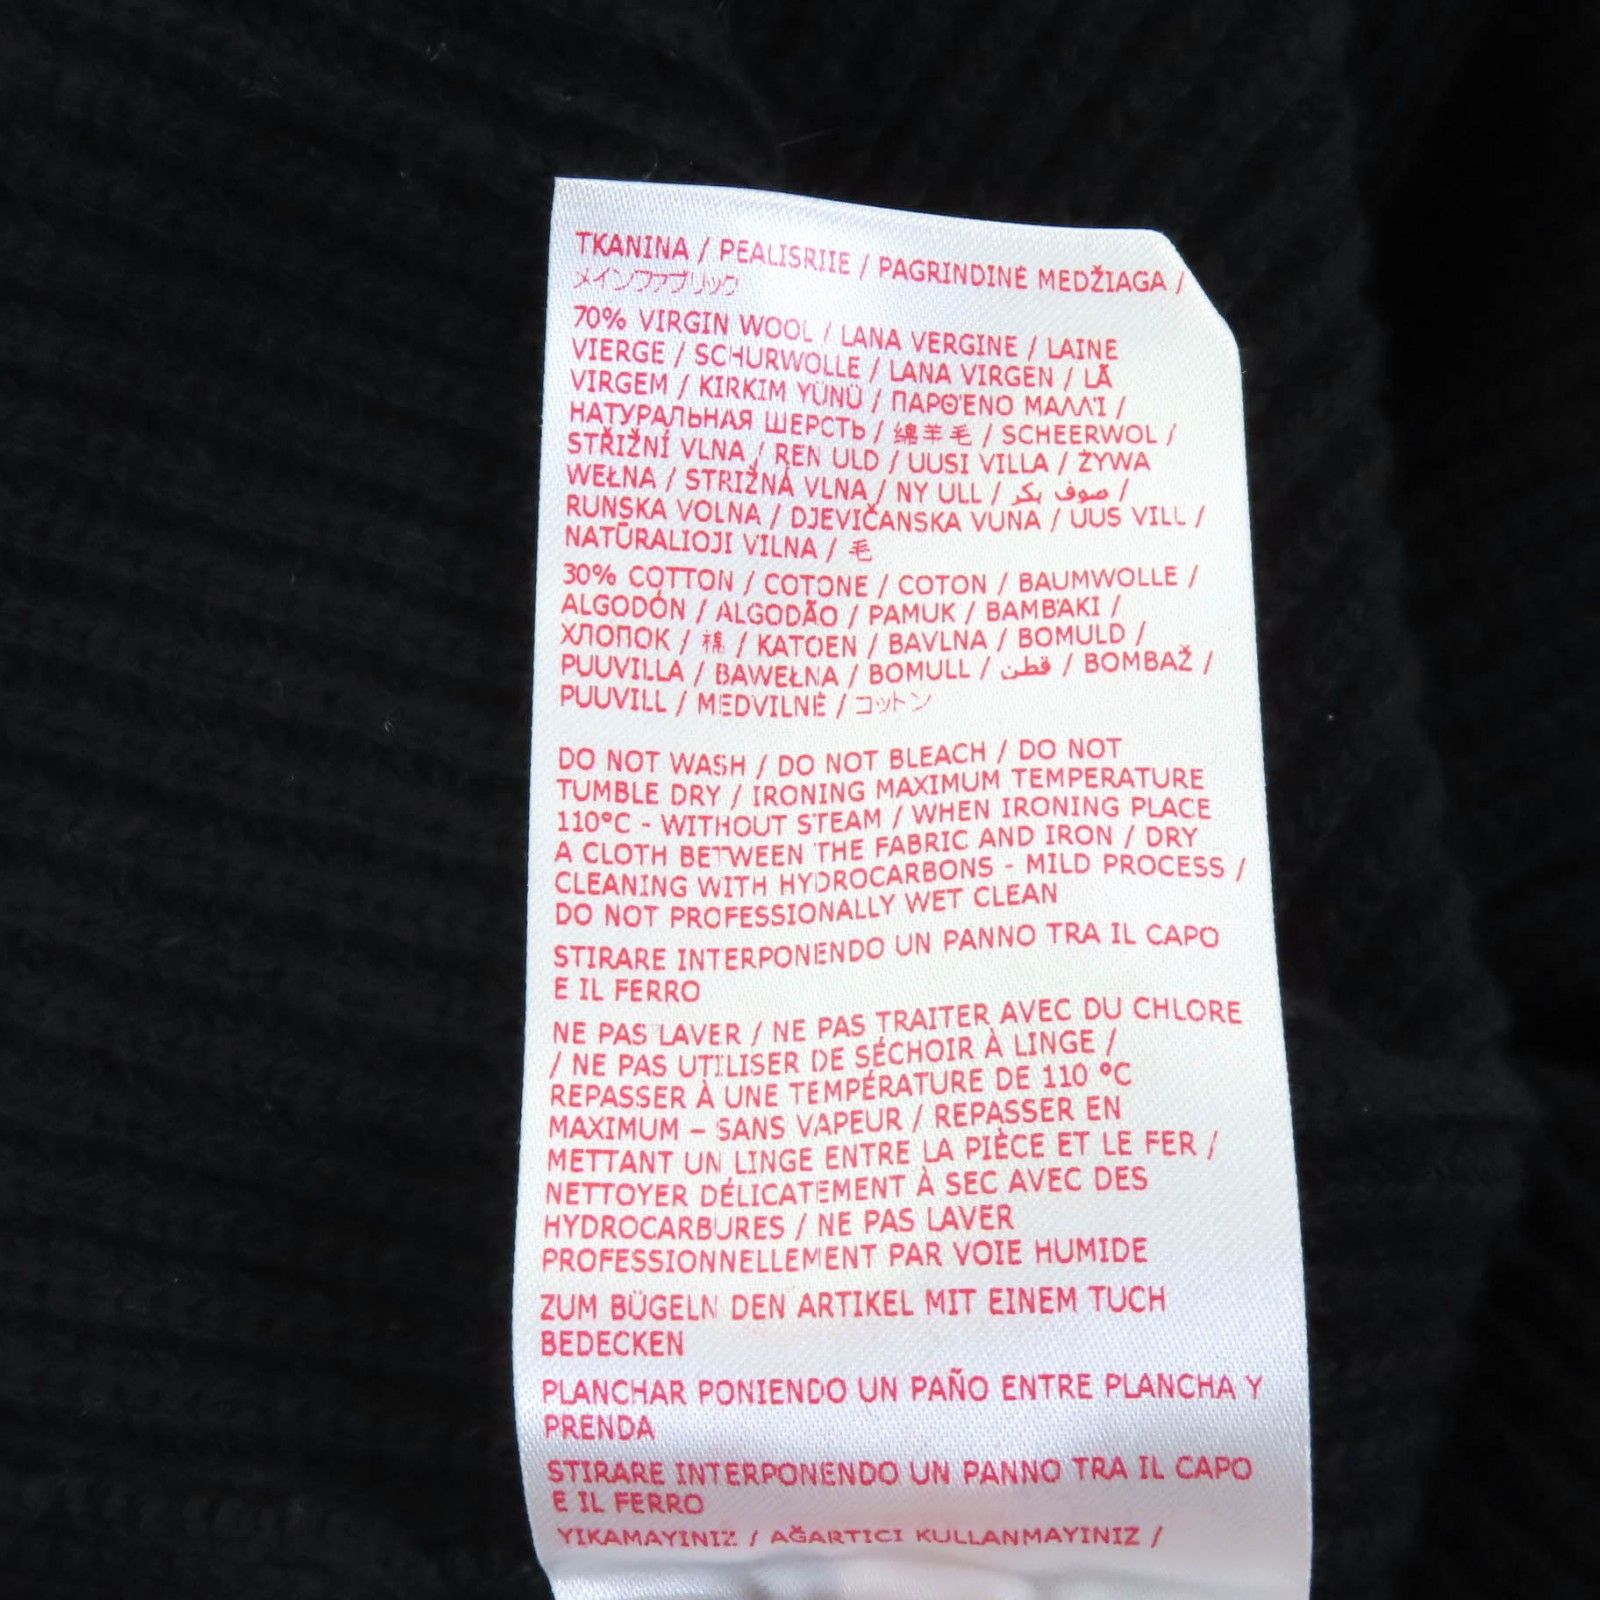 TKANINA / PEALISRIIE / PAGRINDINĖ MEDŽIAGA /
メインファブリック
70% VIRGIN WOOL / LANA VERGINE / LAINE
VIERGE / SCHURWOLLE / LANA VIRGEN / LÃ
VIRGEM / KIRKIM YÜNÜ / ΠΑΡΘ'ΕΝΟ ΜΑΛΛ'Ι /
НАТУРАЛЬНАЯ ШЕРСТЬ / 绵羊毛 / SCHEERWOL /
STŘIŽNÍ VLNA / REN ULD / UUSI VILLA / ŻYWA
WEŁNA / STRIŽNÁ VLNA / NY ULL / صوف بكر /
RUNSKA VOLNA / DJEVIČANSKA VUNA / UUS VILL /
NATŪRALIOJI VILNA / 毛
30% COTTON / COTONE / COTON / BAUMWOLLE /
ALGODÓN / ALGODÃO / PAMUK / ΒΑΜΒ'ΑΚΙ /
ХЛОПОК / 棉 / KATOEN / BAVLNA / BOMULD /
PUUVILLA / BAWEŁNA / BOMULL / قطن / BOMBAŽ /
PUUVILL / MEDVILNĖ / コットン
DO NOT WASH / DO NOT BLEACH / DO NOT
TUMBLE DRY / IRONING MAXIMUM TEMPERATURE
110°C - WITHOUT STEAM / WHEN IRONING PLACE
A CLOTH BETWEEN THE FABRIC AND IRON / DRY
CLEANING WITH HYDROCARBONS - MILD PROCESS /
DO NOT PROFESSIONALLY WET CLEAN
STIRARE INTERPONENDO UN PANNO TRA IL CAPO
E IL FERRO
NE PAS LAVER / NE PAS TRAITER AVEC DU CHLORE
/ NE PAS UTILISER DE SÉCHOIR À LINGE /
REPASSER À UNE TEMPÉRATURE DE 110 °C
MAXIMUM – SANS VAPEUR / REPASSER EN
METTANT UN LINGE ENTRE LA PIÈCE ET LE FER /
NETTOYER DÉLICATEMENT À SEC AVEC DES
HYDROCARBURES / NE PAS LAVER
PROFESSIONNELLEMENT PAR VOIE HUMIDE
ZUM BÜGELN DEN ARTIKEL MIT EINEM TUCH
BEDECKEN
PLANCHAR PONIENDO UN PAÑO ENTRE PLANCHA Y
PRENDA
STIRARE INTERPONENDO UN PANNO TRA IL CAPO
E IL FERRO
YIKAMAYINIZ / AĞARTICI KULLANMAYINIZ /